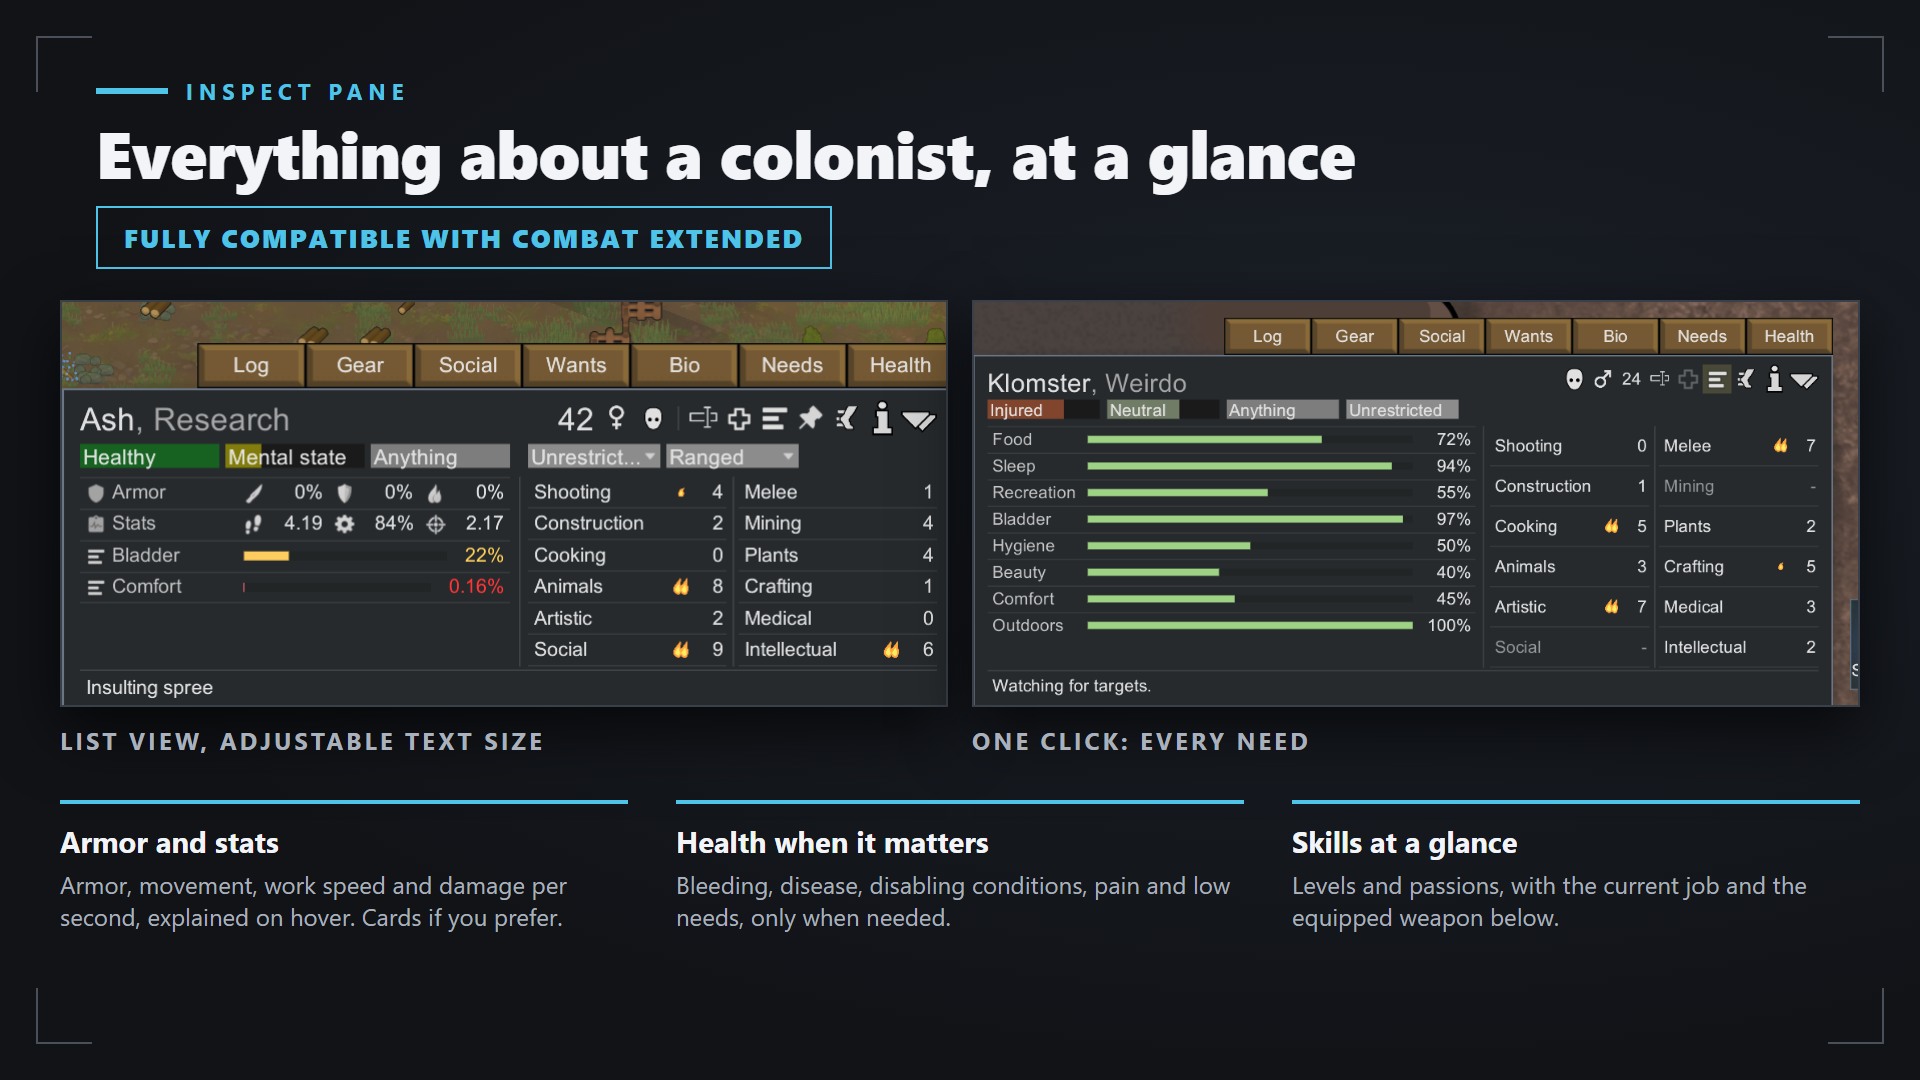 INSPECT PANE
Everything about a colonist, at a glance
FULLY COMPATIBLE WITH COMBAT EXTENDED
Log Gear Social Wants Bio Needs Health
Ash, Research 42
Healthy Mental state Anything Unrestrict... Ranged
Armor 0% 0% 0%
Stats 4.19 84% 2.17
Bladder 22%
Comfort 0.16%
Shooting 4 Melee 1
Construction 2 Mining 4
Cooking 0 Plants 4
Animals 8 Crafting 1
Artistic 2 Medical 0
Social 9 Intellectual 6
Insulting spree
Log Gear Social Wants Bio Needs Health
Klomster, Weirdo 24
Injured Neutral Anything Unrestricted
Food 72%
Sleep 94%
Recreation 55%
Bladder 97%
Hygiene 50%
Beauty 40%
Comfort 45%
Outdoors 100%
Shooting 0 Melee 7
Construction 1 Mining -
Cooking 5 Plants 2
Animals 3 Crafting 5
Artistic 7 Medical 3
Social - Intellectual 2
Watching for targets.
LIST VIEW, ADJUSTABLE TEXT SIZE
ONE CLICK: EVERY NEED
Armor and stats
Armor, movement, work speed and damage per
second, explained on hover. Cards if you prefer.
Health when it matters
Bleeding, disease, disabling conditions, pain and low
needs, only when needed.
Skills at a glance
Levels and passions, with the current job and the
equipped weapon below.